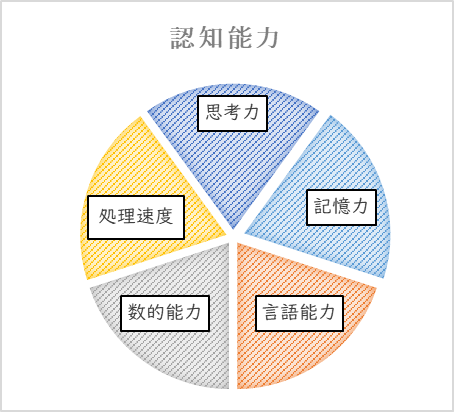 認知能力
思考力
記憶力
処理速度
数的能力
言語能力